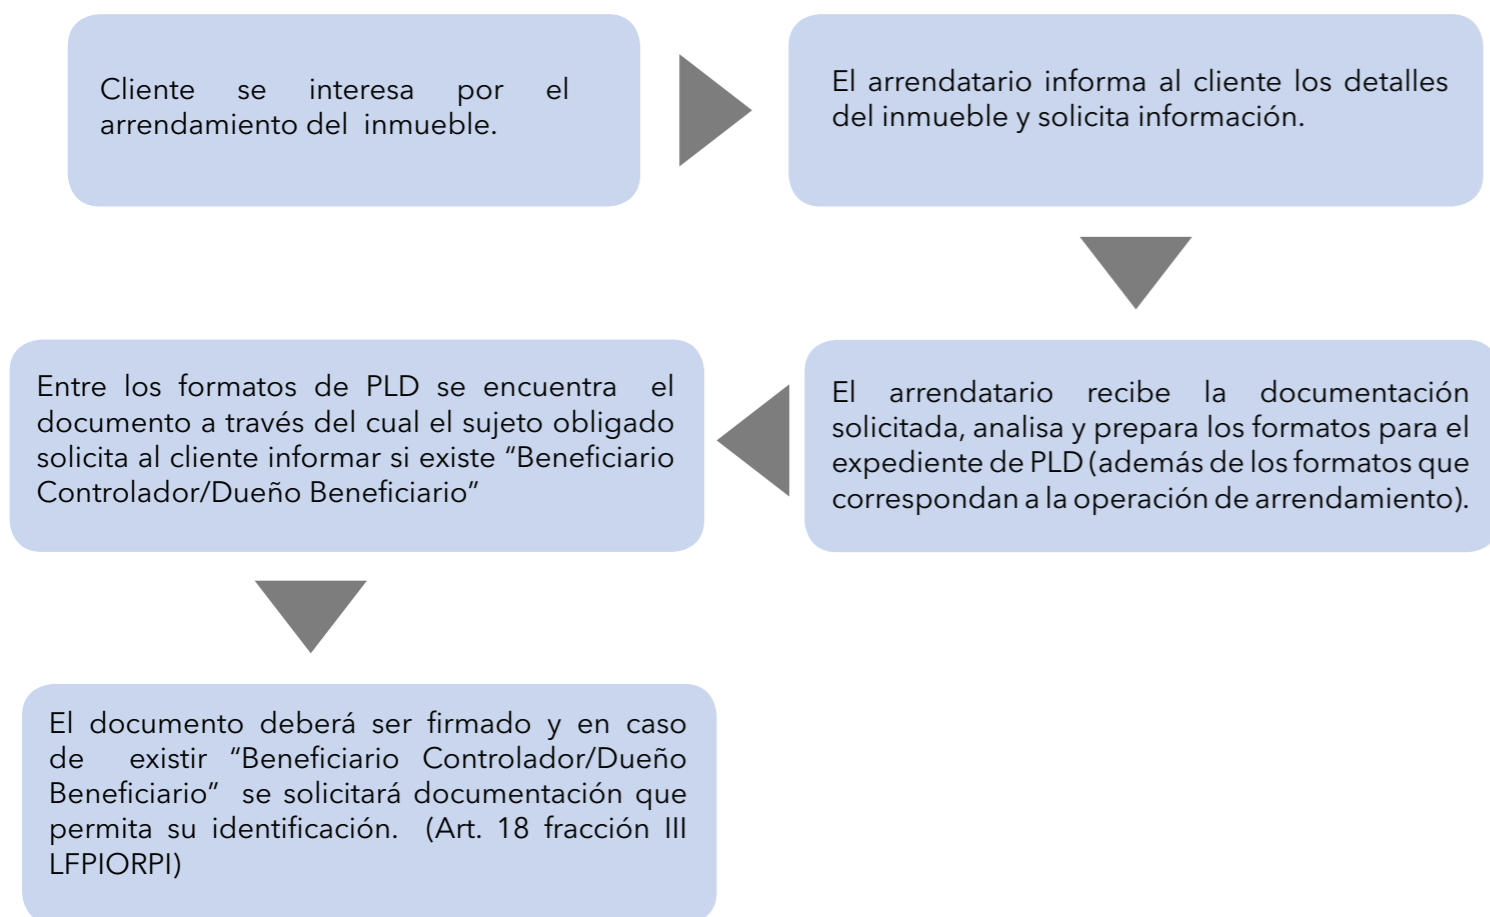 Cliente se interesa por el
arrendamiento del inmueble.
El arrendatario informa al cliente los detalles
del inmueble y solicita información.
El arrendatario recibe la documentación
solicitada, analisa y prepara los formatos para el
expediente de PLD (además de los formatos que
correspondan a la operación de arrendamiento).
Entre los formatos de PLD se encuentra el
documento a través del cual el sujeto obligado
solicita al cliente informar si existe “Beneficiario
Controlador/Dueño Beneficiario”
El documento deberá ser firmado y en caso
de existir “Beneficiario Controlador/Dueño
Beneficiario” se solicitará documentación que
permita su identificación. (Art. 18 fracción III
LFPIORPI)